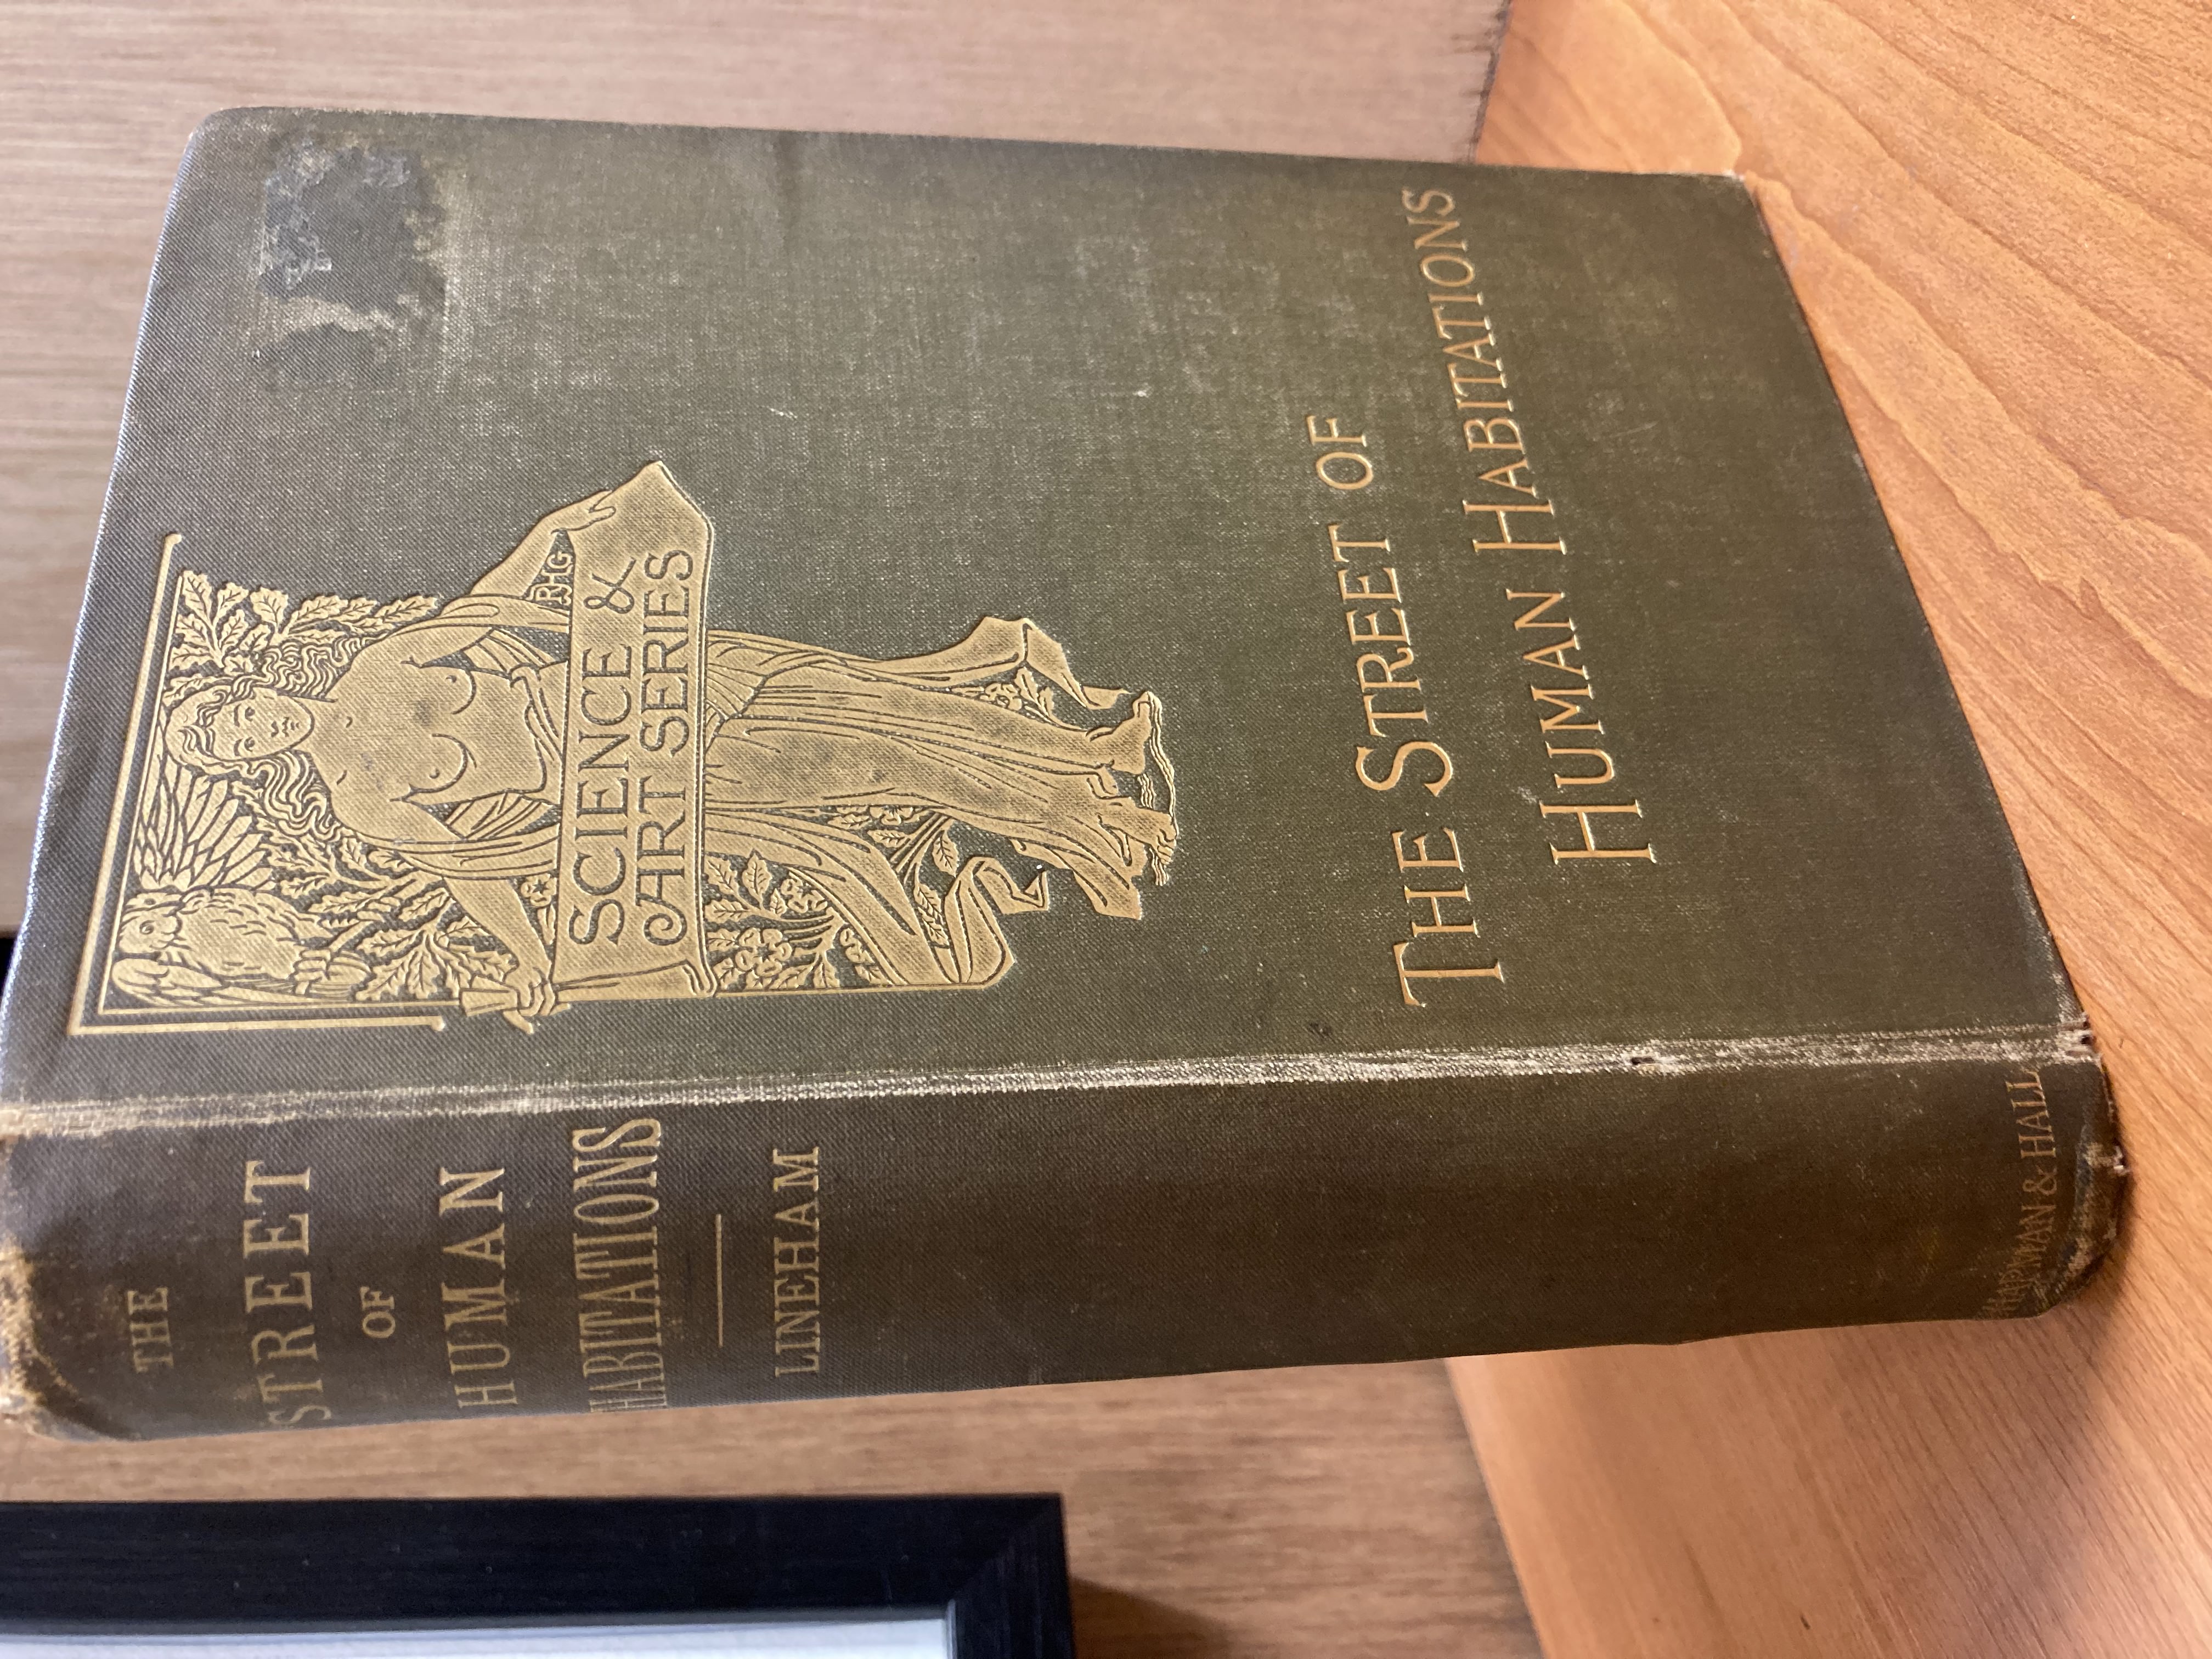 RHG
SCIENCE &
ART SERIES
THE STREET OF
HUMAN HABITATIONS
THE
STREET
OF
HUMAN
HABITATIONS
LINEHAM
CHAPMAN & HALL